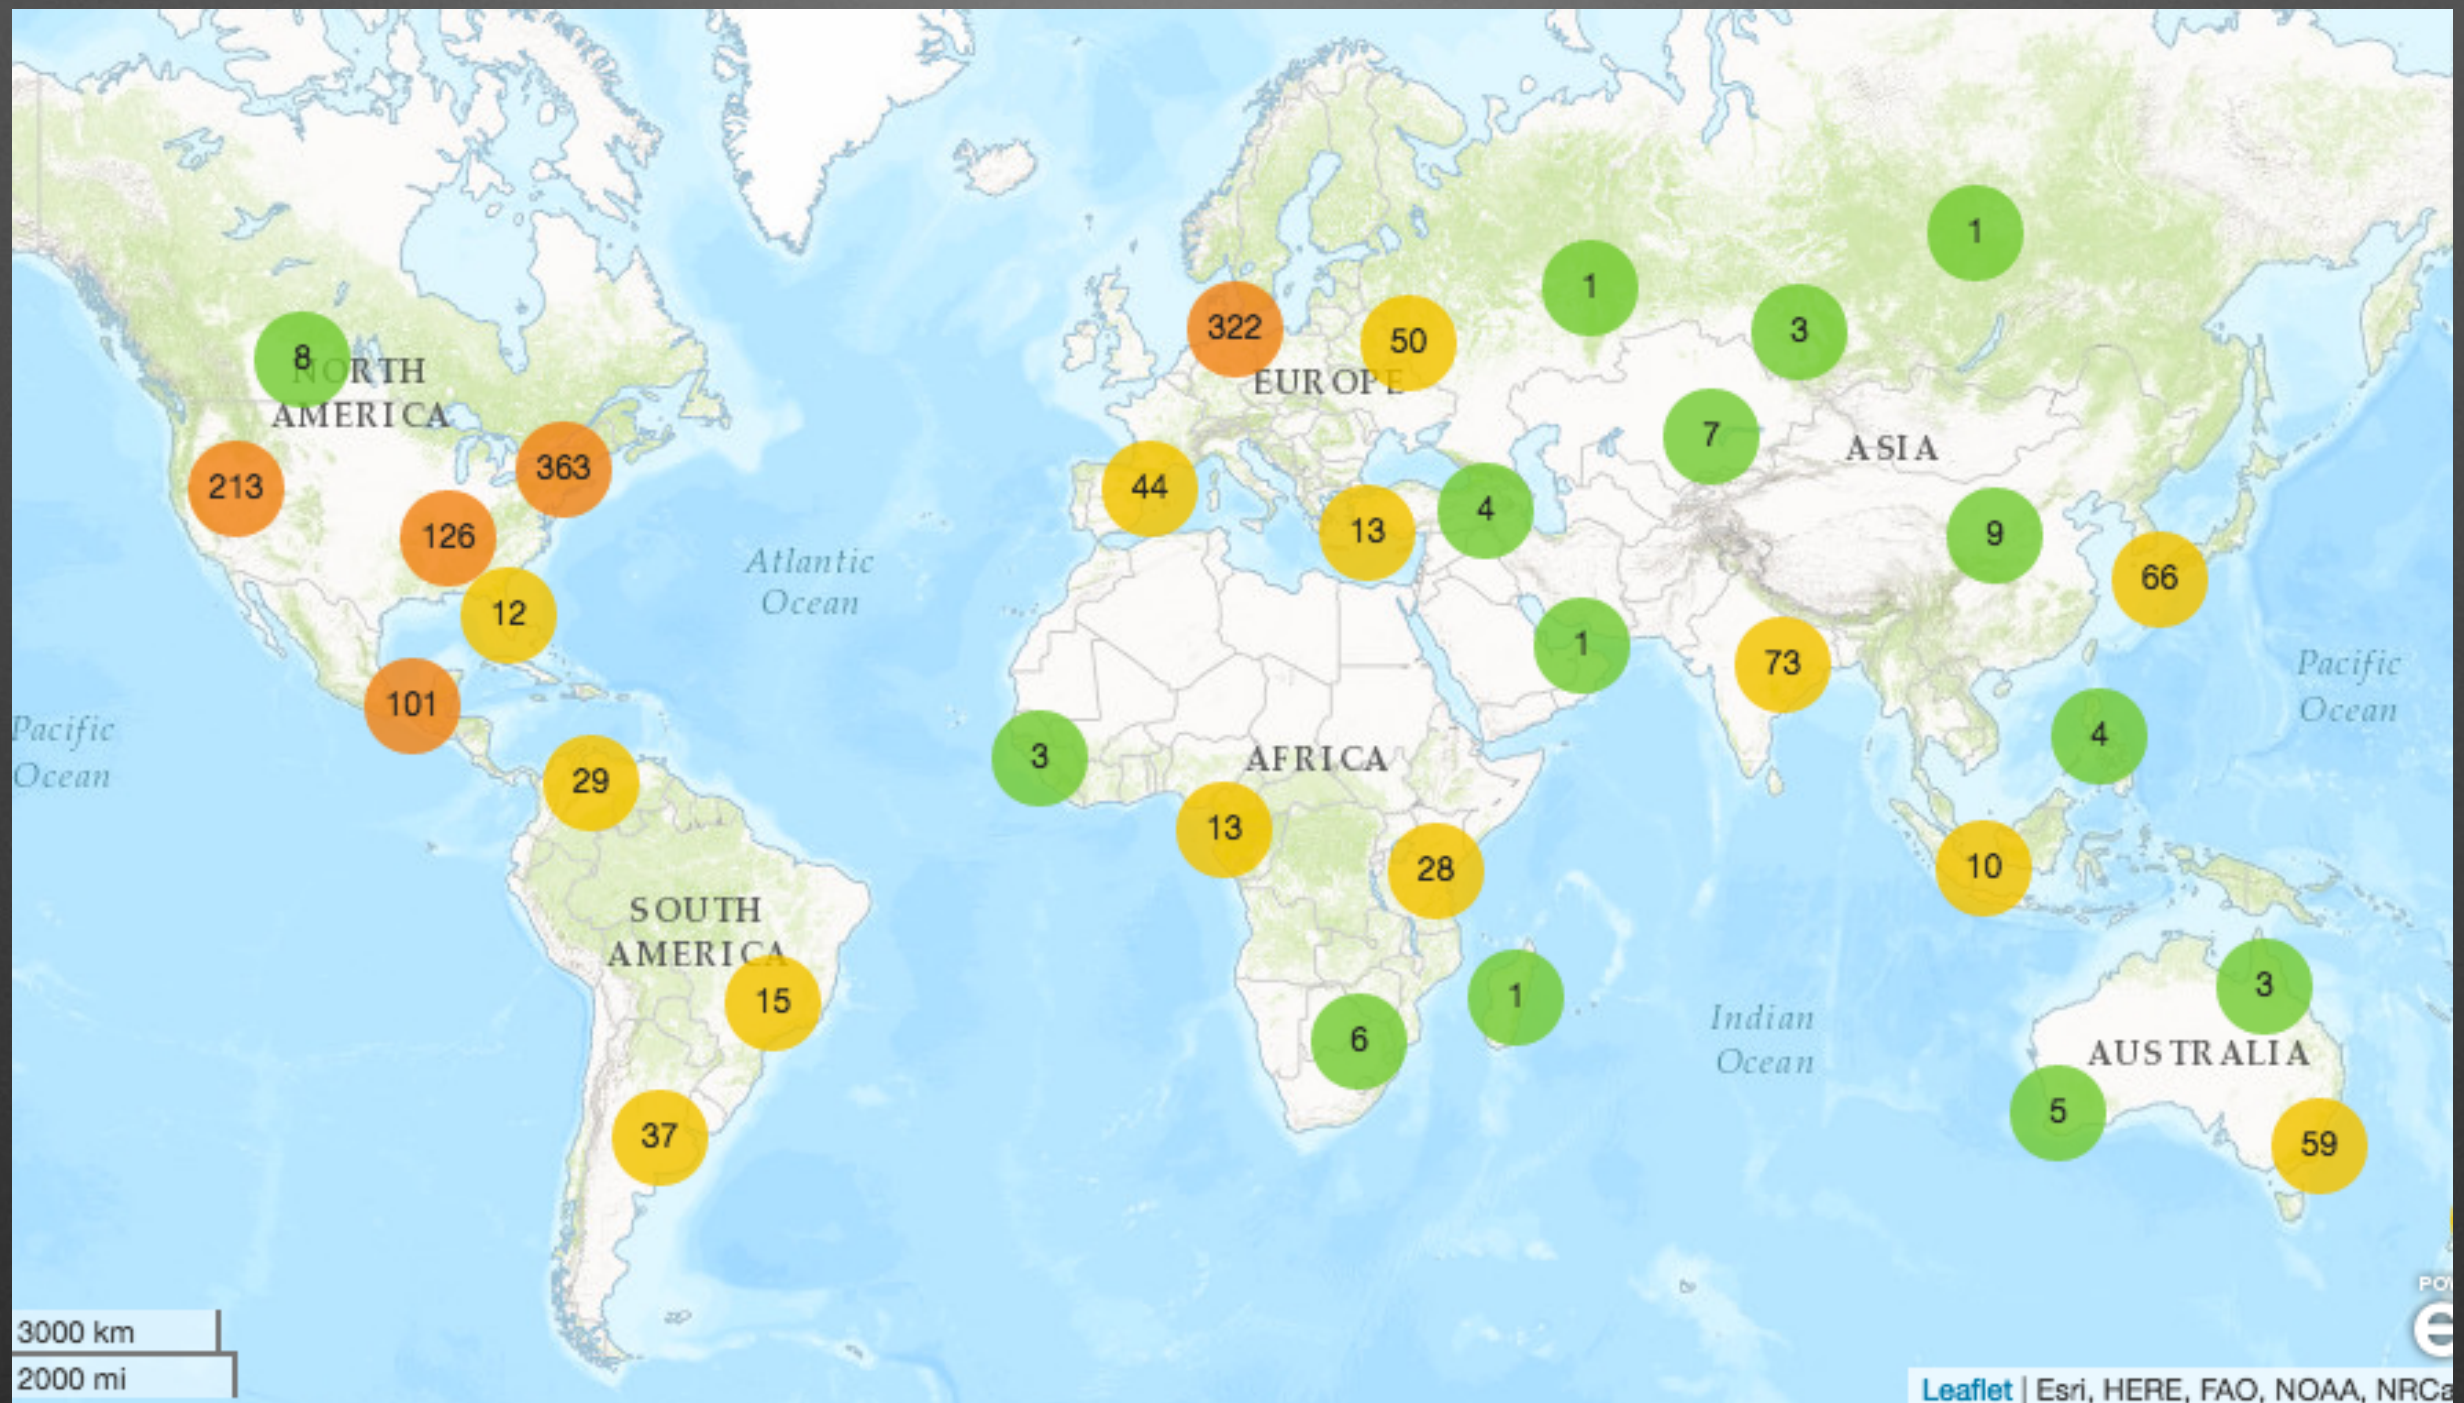 1
1
322
50
3
8
NORTH
AMERICA
EUROPE
7
ASIA
363
213
44
4
126
13
9
66
Atlantic
Ocean
12
1
73
Pacific
Ocean
101
4
Pacific
Ocean
3
AFRICA
29
13
28
10
SOUTH
AMERICA
15
1
3
6
Indian
Ocean
AUSTRALIA
5
37
59
PO
e
3000 km
2000 mi
Leaflet | Esri, HERE, FAO, NOAA, NRCa